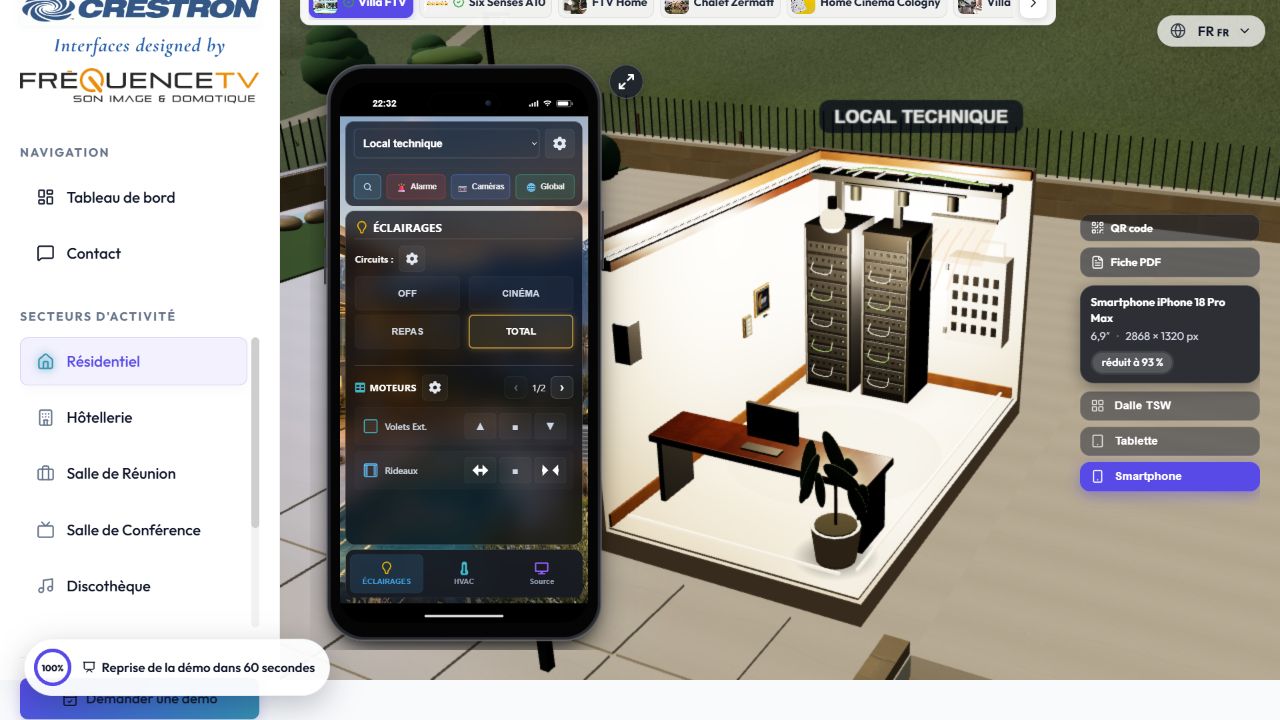 CRESTRON
Interfaces designed by
FRÉQUENCETV
SON IMAGE & DOMOTIQUE
NAVIGATION
Tableau de bord
Contact
SECTEURS D'ACTIVITÉ
Résidentiel
Hôtellerie
Salle de Réunion
Salle de Conférence
Discothèque
100%
Reprise de la démo dans 60 secondes
Demander une démo
Villa FTV
Six Senses A10
FTV Home
Chalet Zermatt
Home Cinema Cologny
Villa
FR FR
22:32
Local technique
Alarme
Caméras
Global
ÉCLAIRAGES
Circuits :
OFF
CINÉMA
REPAS
TOTAL
MOTEURS
1/2
Volets Ext.
Rideaux
ÉCLAIRAGES
HVAC
Source
LOCAL TECHNIQUE
QR code
Fiche PDF
Smartphone iPhone 18 Pro
Max
6,9" · 2868 × 1320 px
réduit à 93 %
Dalle TSW
Tablette
Smartphone